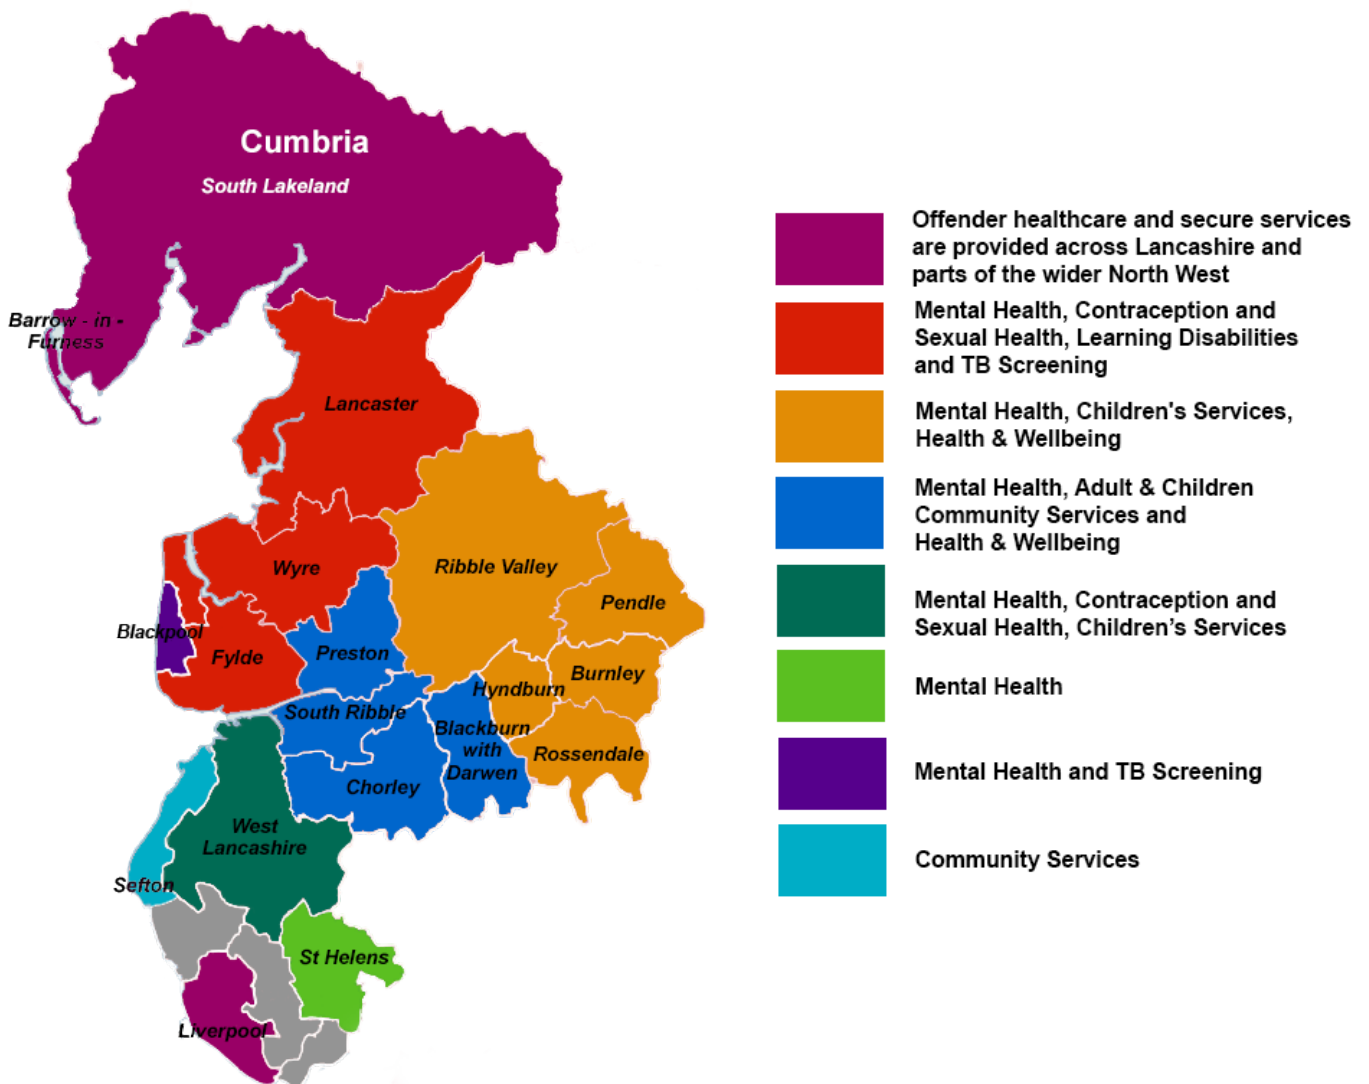 Cumbria
South Lakeland
Barrow - in -
Furness
Lancaster
Wyre
Ribble Valley
Pendle
Blackpool
Fylde
Preston
Burnley
Hyndburn
South Ribble
Blackburn
with
Darwen
Rossendale
Chorley
West
Lancashire
Sefton
St Helens
Liverpool
Offender healthcare and secure services
are provided across Lancashire and
parts of the wider North West
Mental Health, Contraception and
Sexual Health, Learning Disabilities
and TB Screening
Mental Health, Children's Services,
Health & Wellbeing
Mental Health, Adult & Children
Community Services and
Health & Wellbeing
Mental Health, Contraception and
Sexual Health, Children’s Services
Mental Health
Mental Health and TB Screening
Community Services